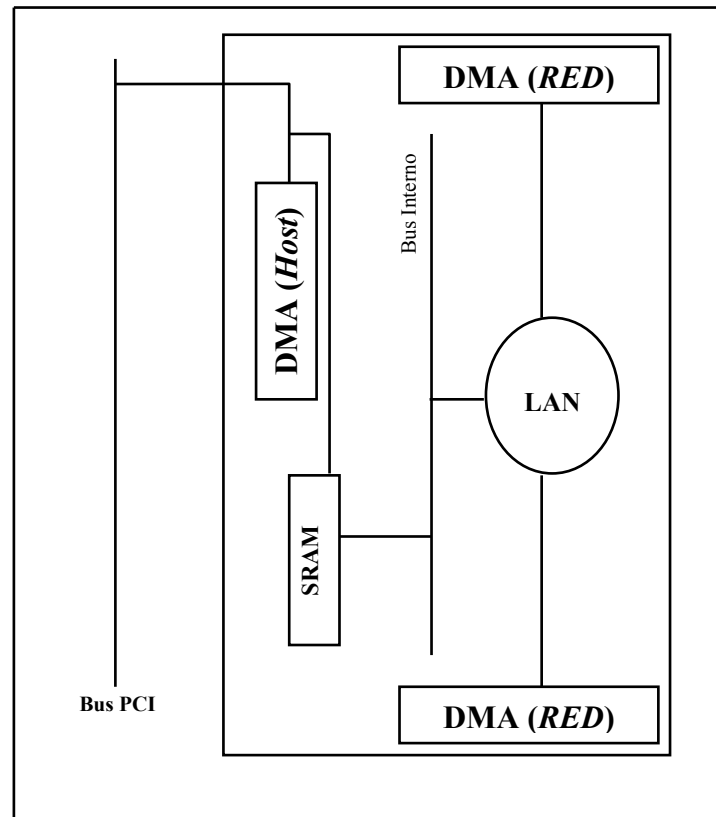 DMA (RED)
Bus Interno
DMA (Host)
LAN
SRAM
Bus PCI
DMA (RED)